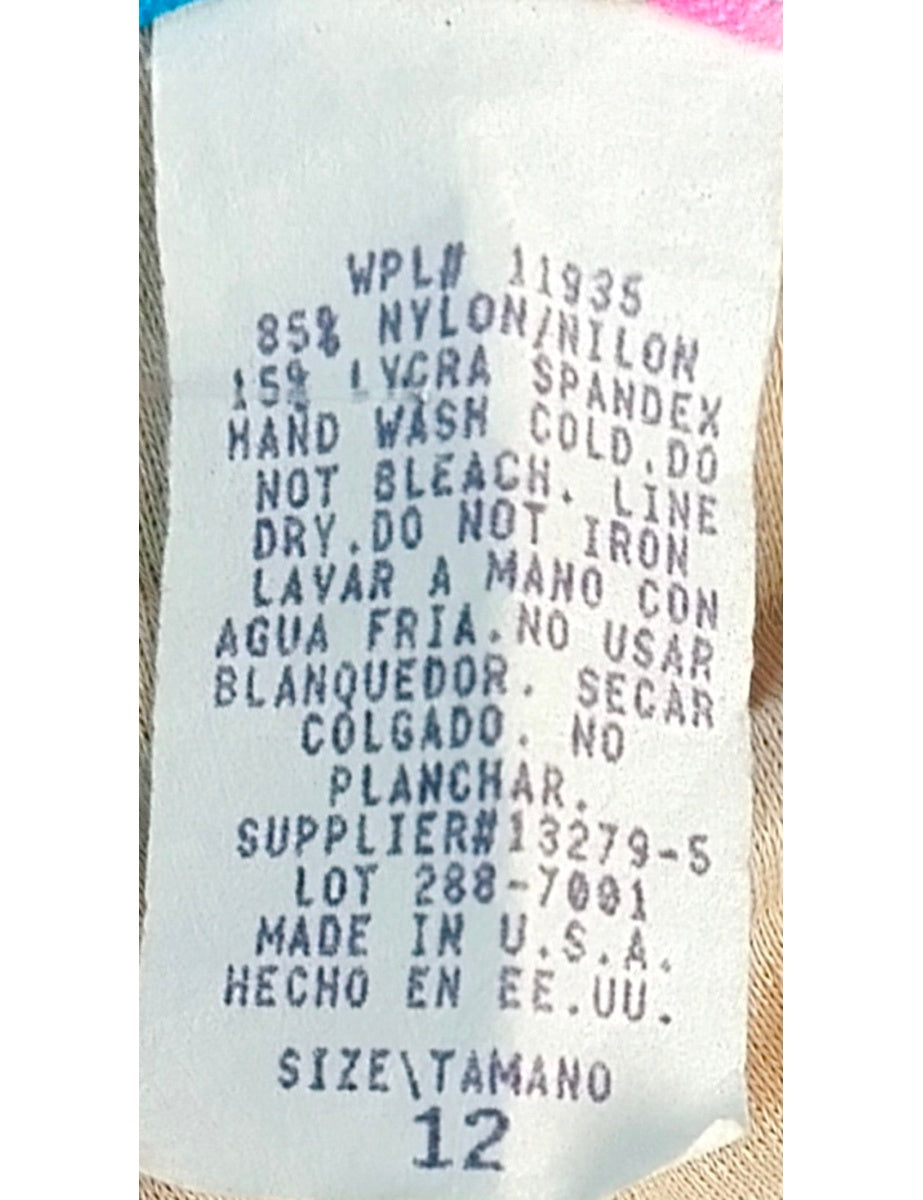 WPL# 11935
85% NYLON/NILON
15% LYCRA SPANDEX
HAND WASH COLD.DO
NOT BLEACH. LINE
DRY.DO NOT IRON
LAVAR A MANO CON
AGUA FRIA.NO USAR
BLANQUEDOR. SECAR
COLGADO. NO
PLANCHAR.
SUPPLIER#13279-5
LOT 288-7001
MADE IN U.S.A.
HECHO EN EE.UU.
SIZE\TAMANO
12